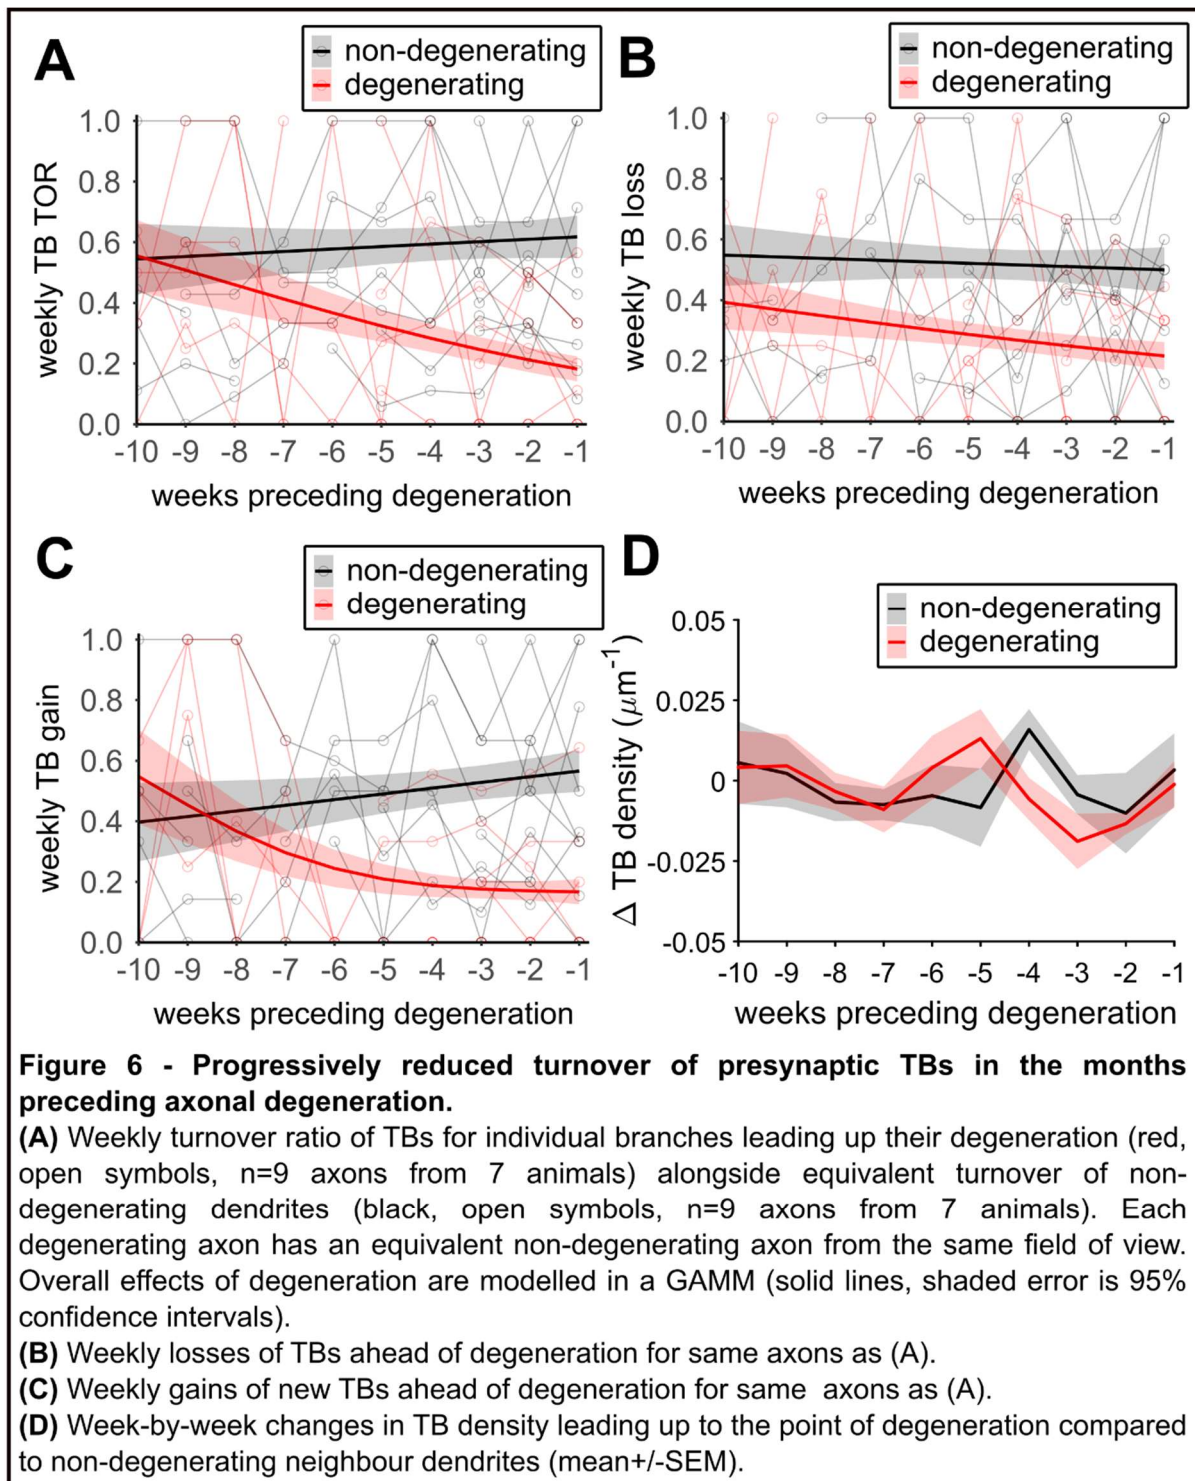 A
non-degenerating
degenerating
weekly TB TOR
1.0
0.8
0.6
0.4
0.2
0.0
-10 -9 -8 -7 -6 -5 -4 -3 -2 -1
weeks preceding degeneration
B
non-degenerating
degenerating
weekly TB loss
1.0
0.8
0.6
0.4
0.2
0.0
-10 -9 -8 -7 -6 -5 -4 -3 -2 -1
weeks preceding degeneration
C
non-degenerating
degenerating
weekly TB gain
1.0
0.8
0.6
0.4
0.2
0.0
-10 -9 -8 -7 -6 -5 -4 -3 -2 -1
weeks preceding degeneration
D
non-degenerating
degenerating
Δ TB density (μm⁻¹)
0.05
0.025
0
-0.025
-0.05
-10 -9 -8 -7 -6 -5 -4 -3 -2 -1
weeks preceding degeneration
Figure 6 - Progressively reduced turnover of presynaptic TBs in the months
preceding axonal degeneration.
(A) Weekly turnover ratio of TBs for individual branches leading up their degeneration (red,
open symbols, n=9 axons from 7 animals) alongside equivalent turnover of non-
degenerating dendrites (black, open symbols, n=9 axons from 7 animals). Each
degenerating axon has an equivalent non-degenerating axon from the same field of view.
Overall effects of degeneration are modelled in a GAMM (solid lines, shaded error is 95%
confidence intervals).
(B) Weekly losses of TBs ahead of degeneration for same axons as (A).
(C) Weekly gains of new TBs ahead of degeneration for same axons as (A).
(D) Week-by-week changes in TB density leading up to the point of degeneration compared
to non-degenerating neighbour dendrites (mean+/-SEM).